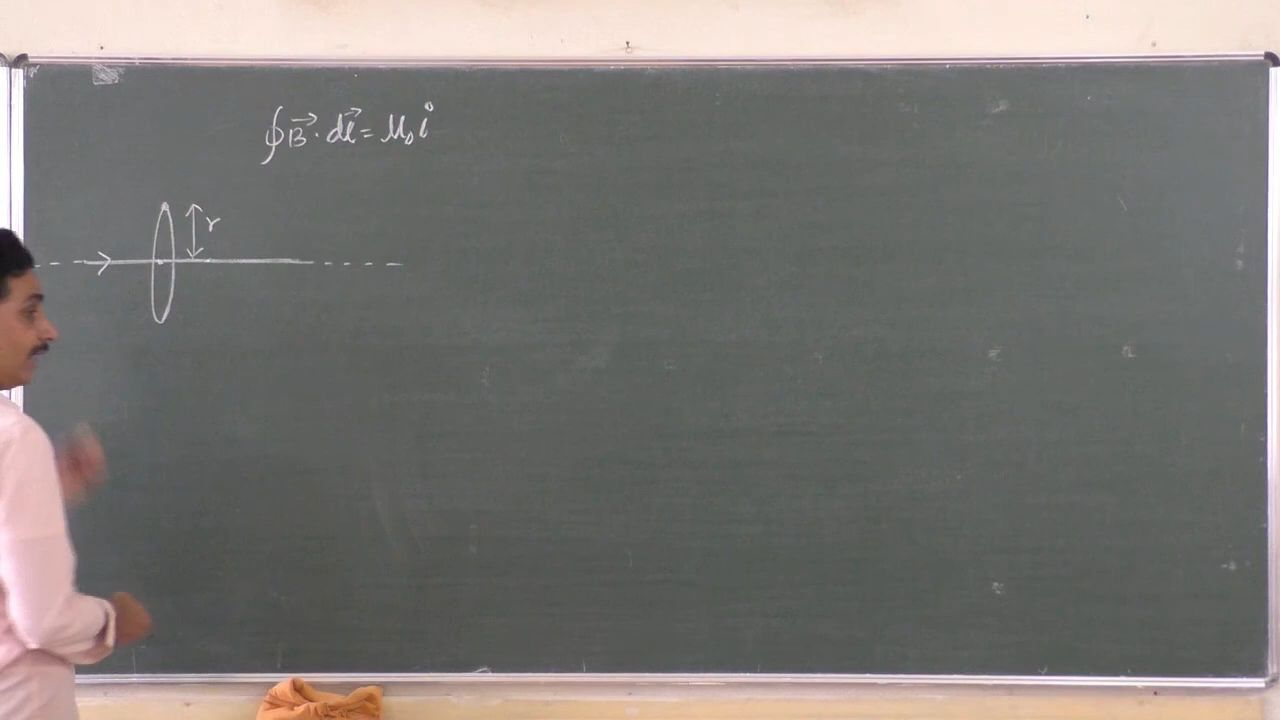 ∮B⃗·dl⃗ = μ₀i
r